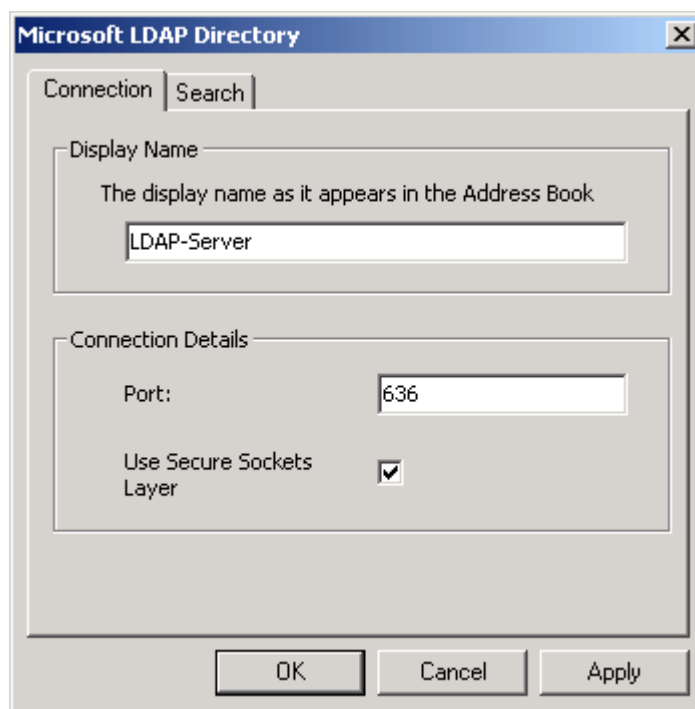 Microsoft LDAP Directory
Connection
Search
Display Name
The display name as it appears in the Address Book
LDAP-Server
Connection Details
Port:
636
Use Secure Sockets
Layer
OK
Cancel
Apply